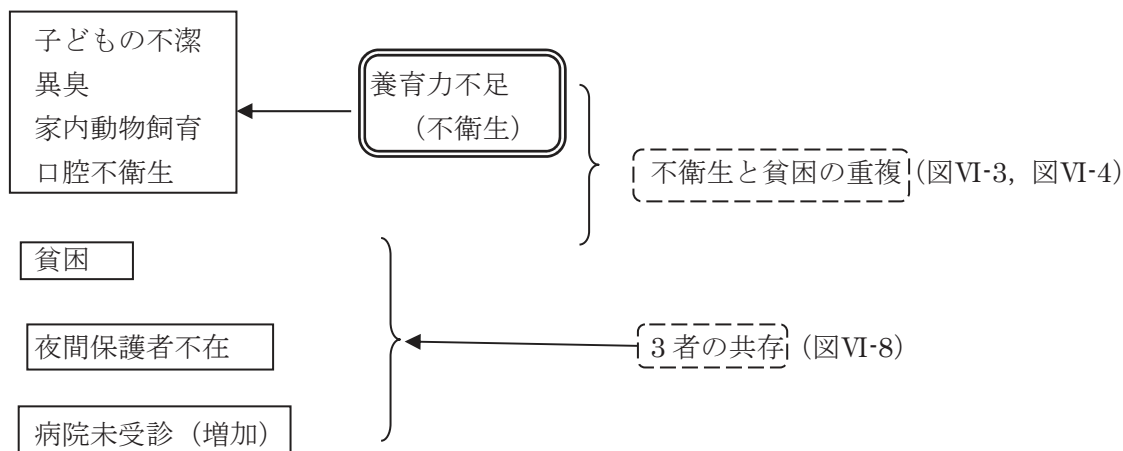 子どもの不潔
異臭
家内動物飼育
口腔不衛生
養育力不足
（不衛生）
不衛生と貧困の重複（図Ⅵ-3，図Ⅵ-4）
貧困
夜間保護者不在
３者の共存（図Ⅵ-8）
病院未受診（増加）